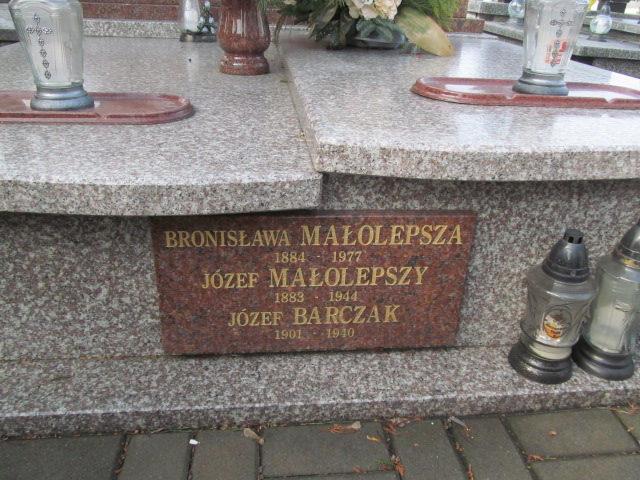 BRONISŁAWA MAŁOLEPSZA
1884 - 1977
JÓZEF MAŁOLEPSZY
1883 - 1944
JÓZEF BARCZAK
1901 - 1940